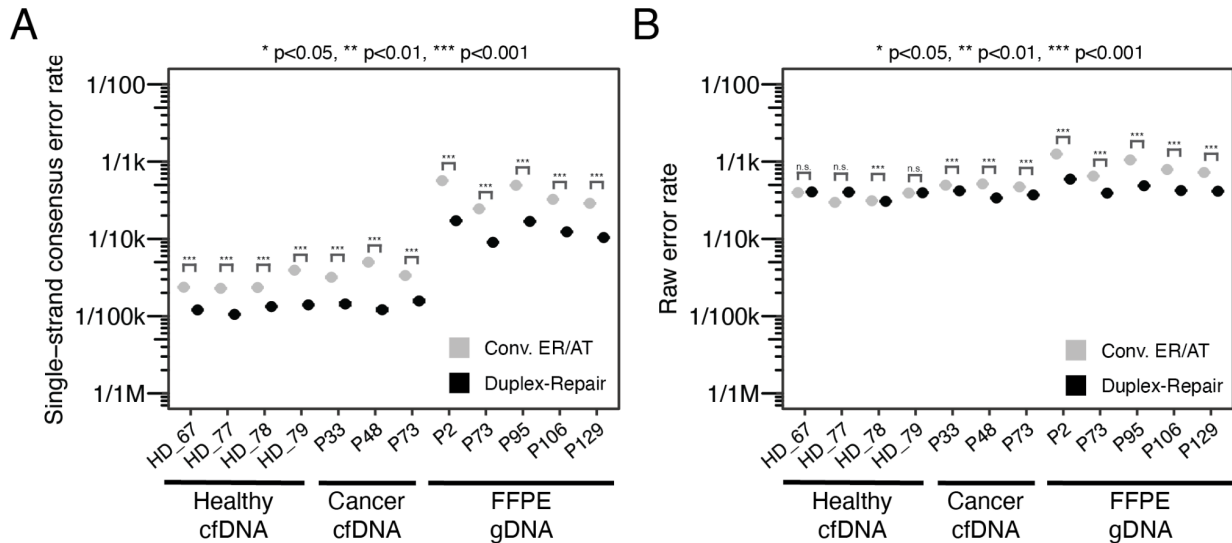 A
* p<0.05, ** p<0.01, *** p<0.001
Single−strand consensus error rate
1/100
1/1k
1/10k
1/100k
1/1M
***
***
***
***
***
***
***
***
***
***
***
***
Conv. ER/AT
Duplex-Repair
HD_67
HD_77
HD_78
HD_79
P33
P48
P73
P2
P73
P95
P106
P129
Healthy
cfDNA
Cancer
cfDNA
FFPE
gDNA
B
* p<0.05, ** p<0.01, *** p<0.001
Raw error rate
1/100
1/1k
1/10k
1/100k
1/1M
n.s.
n.s.
***
n.s.
***
***
***
***
***
***
***
***
Conv. ER/AT
Duplex-Repair
HD_67
HD_77
HD_78
HD_79
P33
P48
P73
P2
P73
P95
P106
P129
Healthy
cfDNA
Cancer
cfDNA
FFPE
gDNA